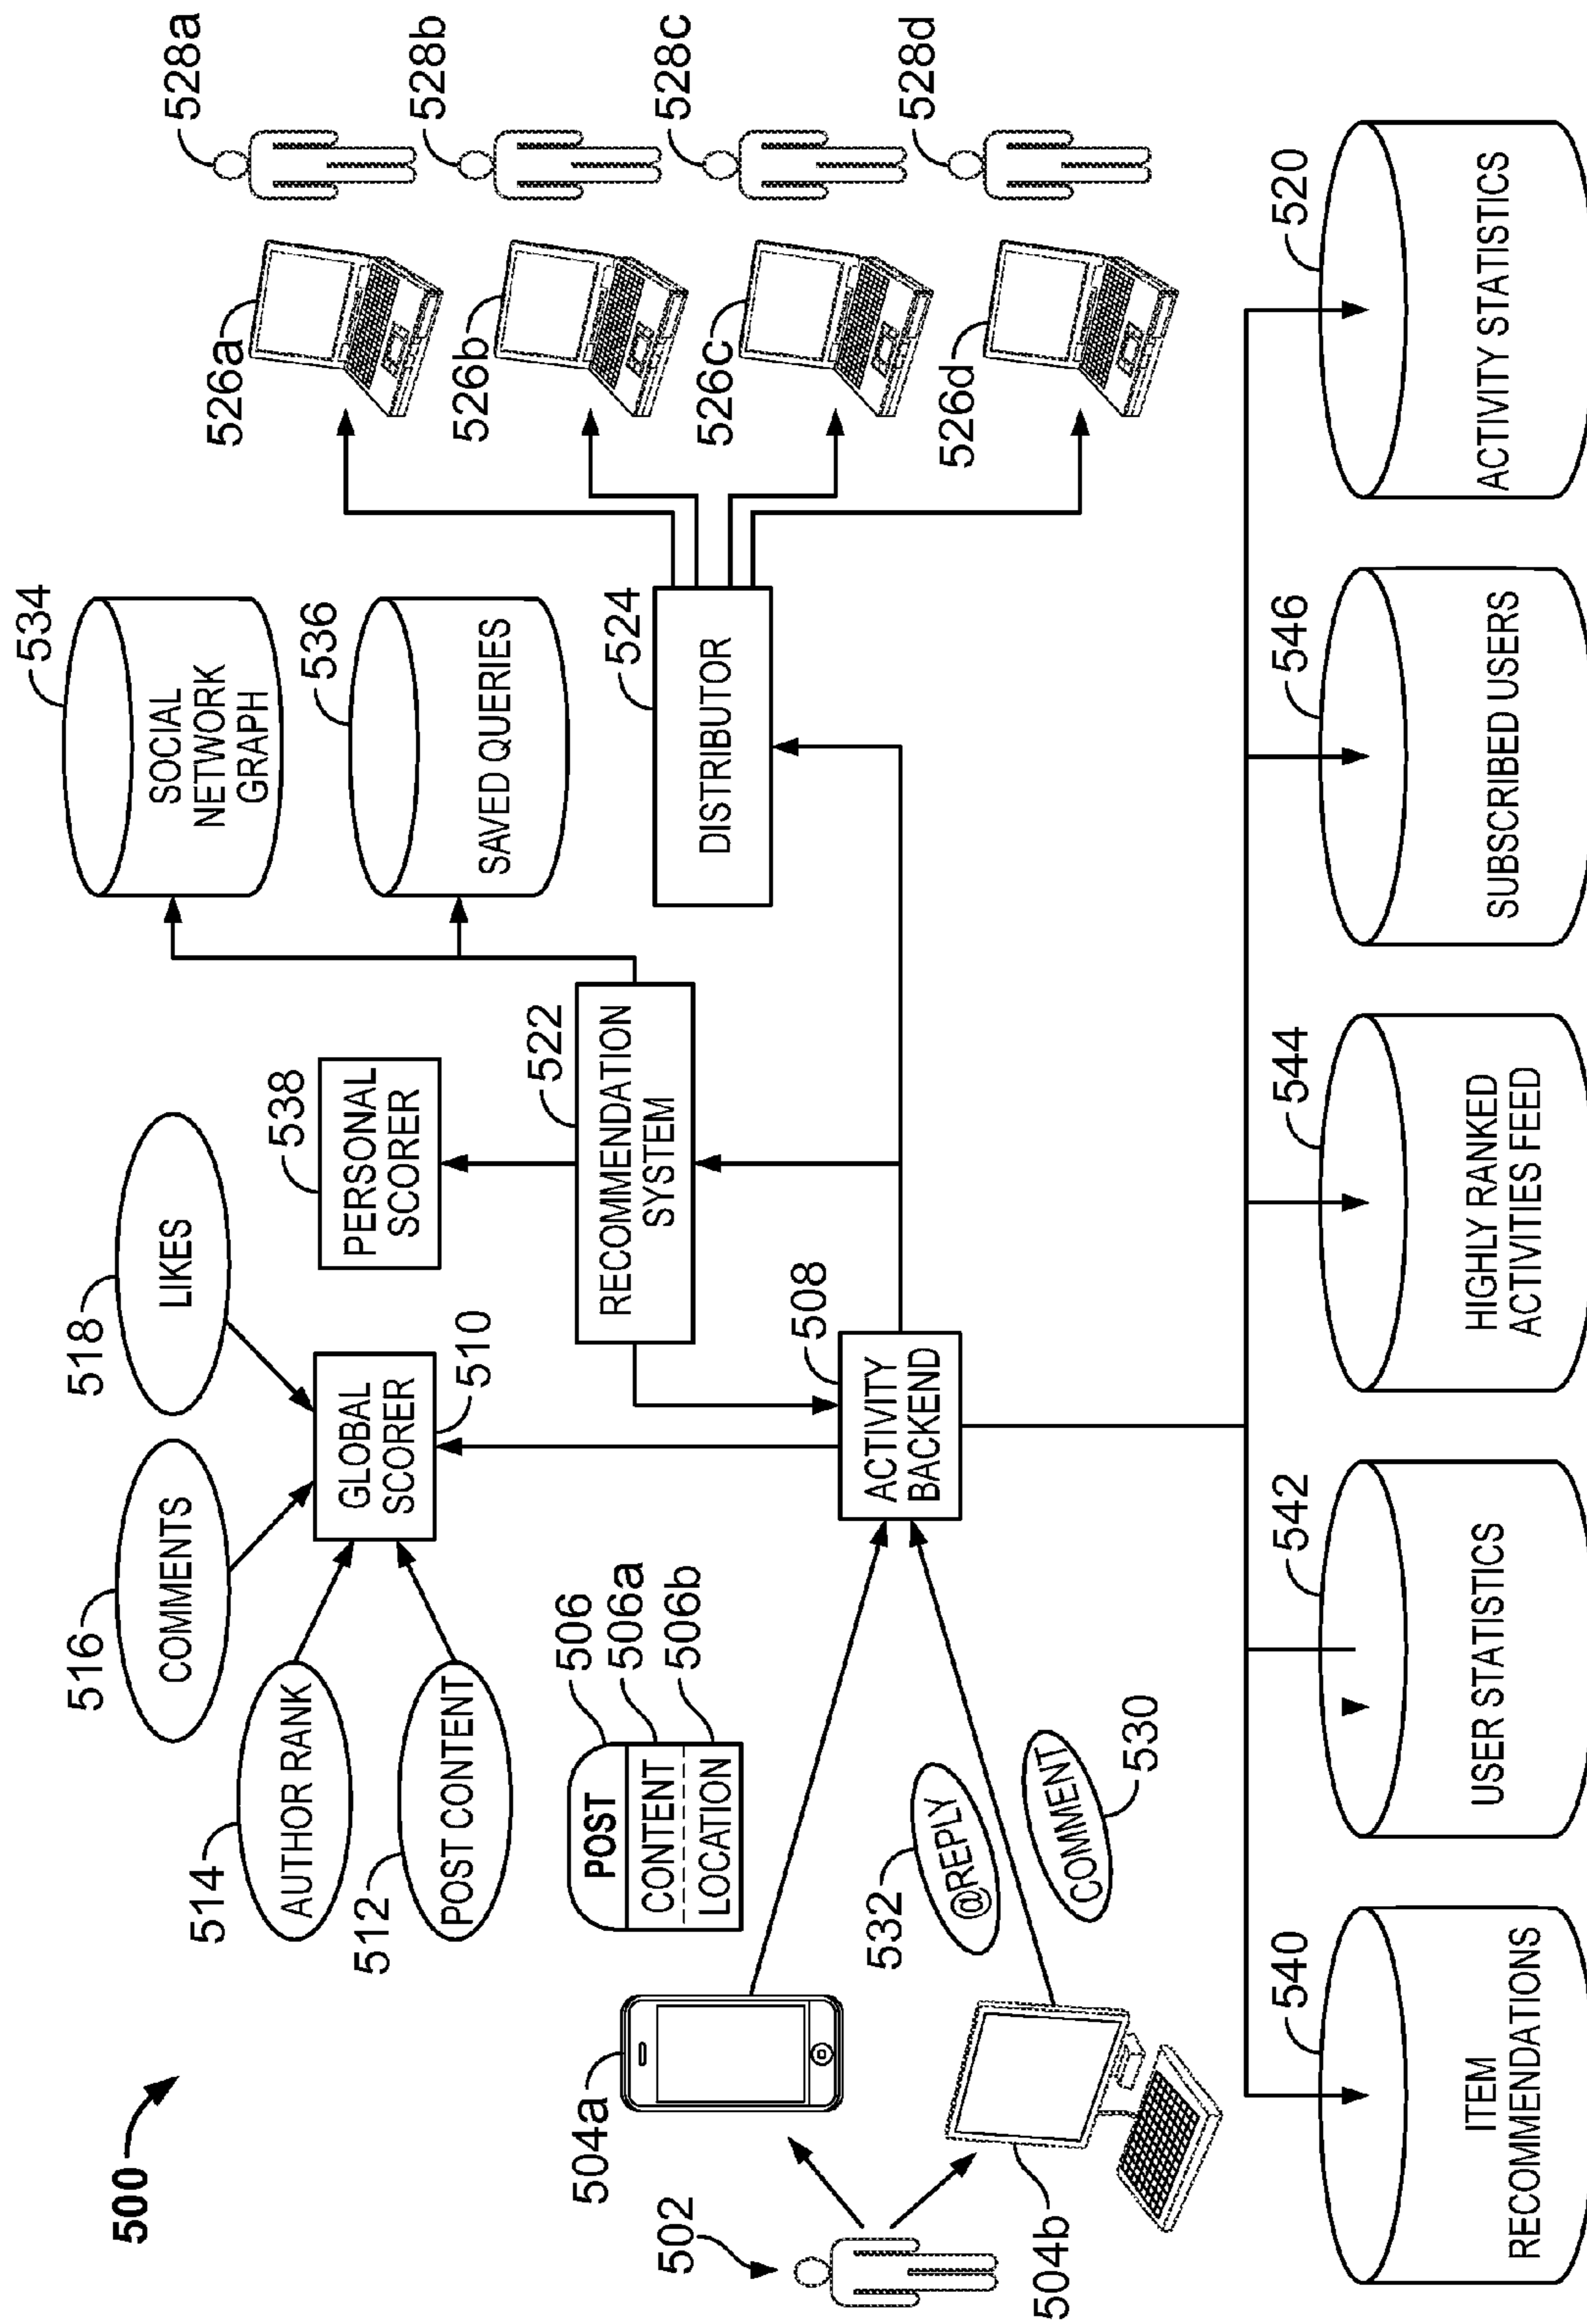 500
516
COMMENTS
518
LIKES
514
AUTHOR RANK
512
POST CONTENT
GLOBAL
SCORER
510
538
PERSONAL
SCORER
534
SOCIAL
NETWORK
GRAPH
536
SAVED QUERIES
522
RECOMMENDATION
SYSTEM
524
DISTRIBUTOR
526a
526b
526c
526d
528a
528b
528c
528d
506
506a
506b
POST
CONTENT
LOCATION
504a
502
504b
532
@REPLY
COMMENT
530
508
ACTIVITY
BACKEND
540
ITEM
RECOMMENDATIONS
542
USER STATISTICS
544
HIGHLY RANKED
ACTIVITIES FEED
546
SUBSCRIBED USERS
520
ACTIVITY STATISTICS